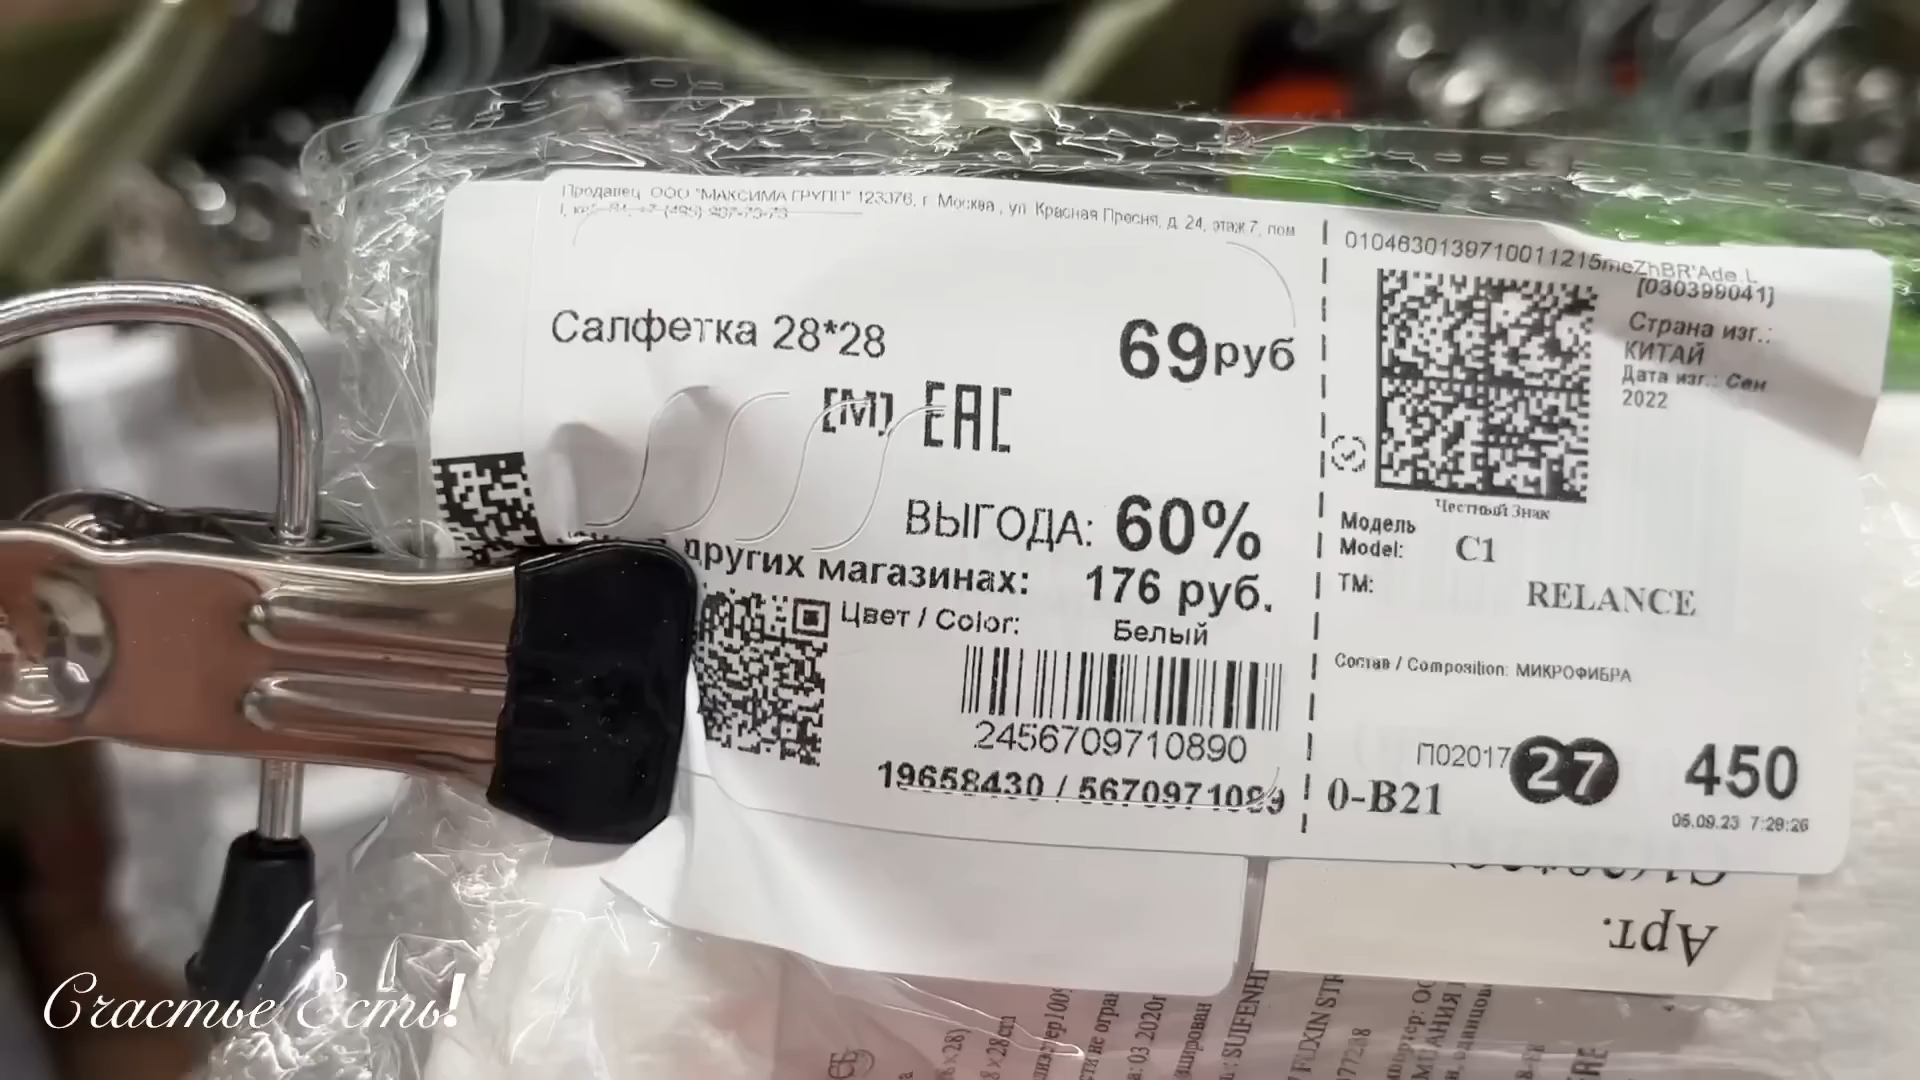 Продавец ООО "МАКСИМА ГРУПП" 123376, г. Москва, ул. Красная Пресня, д. 24, этаж 7, пом
Салфетка 28*28
69руб
[M] EAC
ВЫГОДА: 60%
других магазинах: 176 руб.
Цвет / Color: Белый
2456709710890
19658430 / 5670971089
010463013971001121​5meZhBR'Ade.L
[030399041]
Страна изг.:
КИТАЙ
Дата изг.: Сен
2022
Честный Знак
Модель
Model: C1
TM: RELANCE
Состав / Composition: МИКРОФИБРА
П02017 27 450
0-B21
05.09.23 7:28:26
Арт.
Счастье Есть!